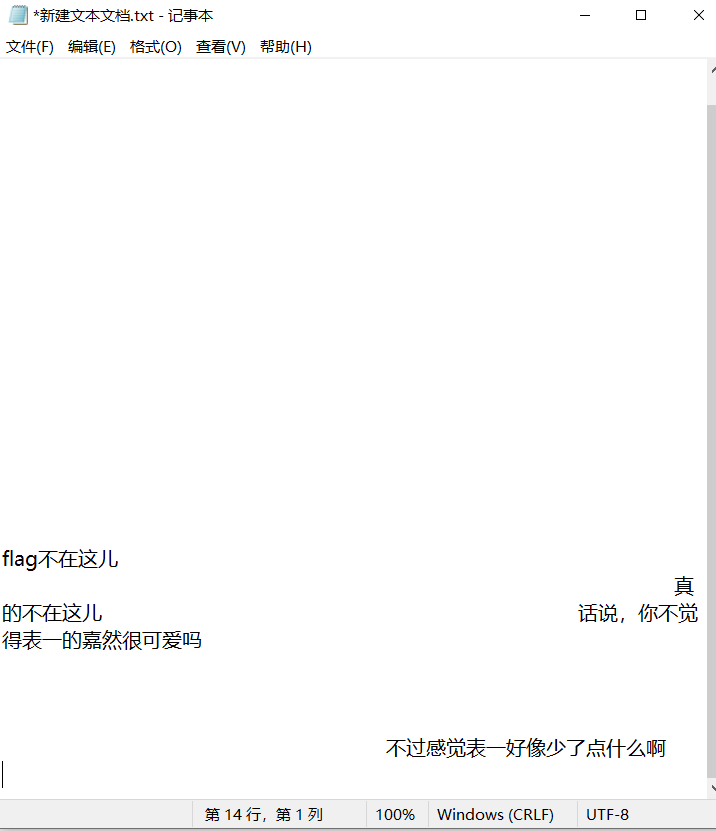 *新建文本文档.txt - 记事本
文件(F) 编辑(E) 格式(O) 查看(V) 帮助(H)
flag不在这儿
真
的不在这儿 话说，你不觉
得表一的嘉然很可爱吗
不过感觉表一好像少了点什么啊
第 14 行，第 1 列 100% Windows (CRLF) UTF-8